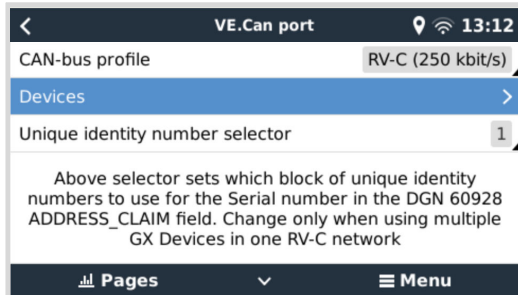 VE.Can port 13:12
CAN-bus profile RV-C (250 kbit/s)
Devices
Unique identity number selector 1
Above selector sets which block of unique identity
numbers to use for the Serial number in the DGN 60928
ADDRESS_CLAIM field. Change only when using multiple
GX Devices in one RV-C network
Pages Menu